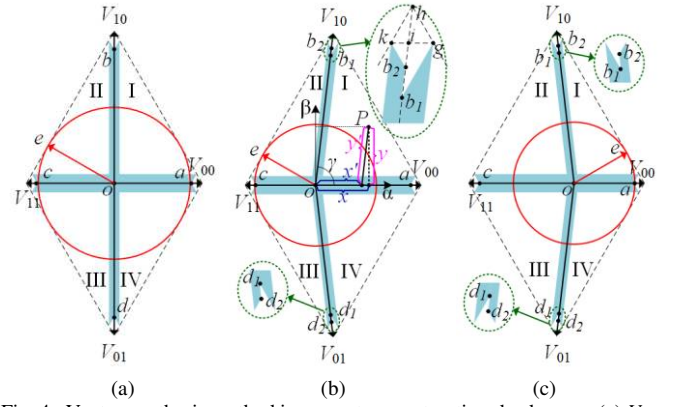 V10
b
II I
e
c o a V00
V11
III IV
d
V01
(a)
V10
b2
b1
II I
β
e
P
y y
γ
x
c o a V00
V11
α
x
III IV
d1
d2
d1
d2
V01
h
k l g
b2
b1
(b)
V10
b2
b1
b2
b1
II I
e
c o a V00
V11
III IV
d1
d2
d1
d2
V01
(c)